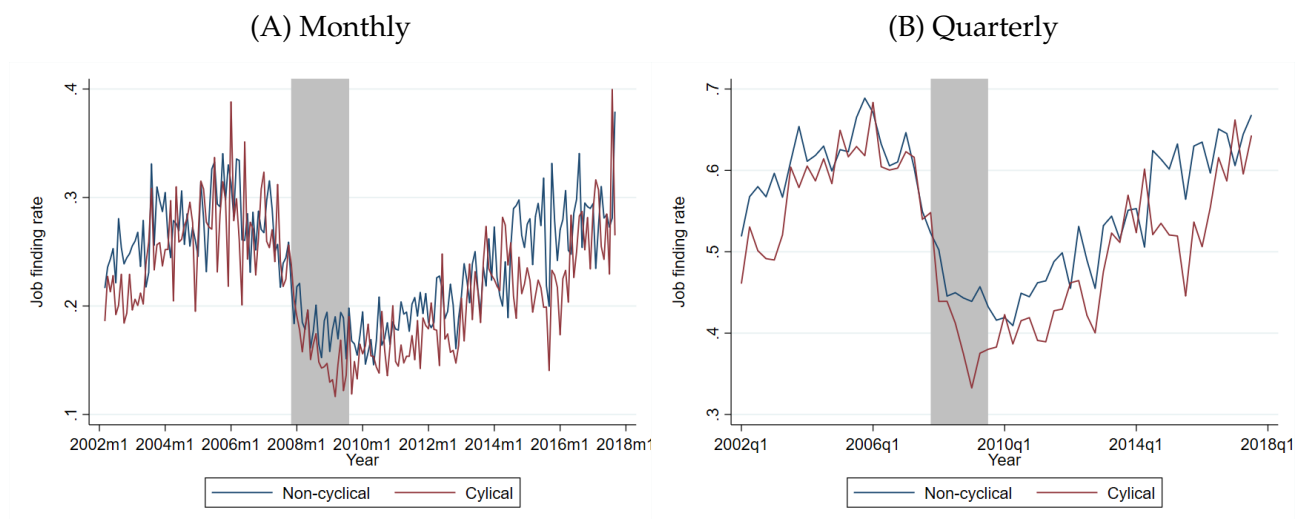 (A) Monthly
.4
.3
.2
.1
Job finding rate
2002m1 2004m1 2006m1 2008m1 2010m1 2012m1 2014m1 2016m1 2018m1
Year
Non-cyclical Cylical
(B) Quarterly
.7
.6
.5
.4
.3
Job finding rate
2002q1 2006q1 2010q1 2014q1 2018q1
Year
Non-cyclical Cylical